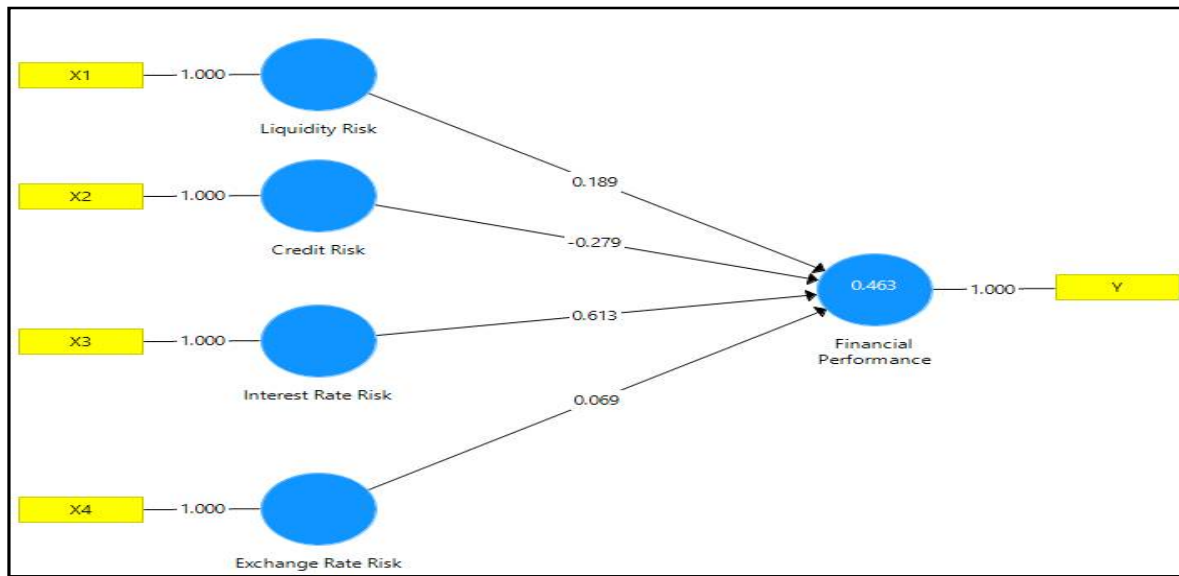 X1
1.000
Liquidity Risk
0.189
X2
1.000
Credit Risk
-0.279
0.463
1.000
Y
Financial
Performance
X3
1.000
0.613
Interest Rate Risk
0.069
X4
1.000
Exchange Rate Risk